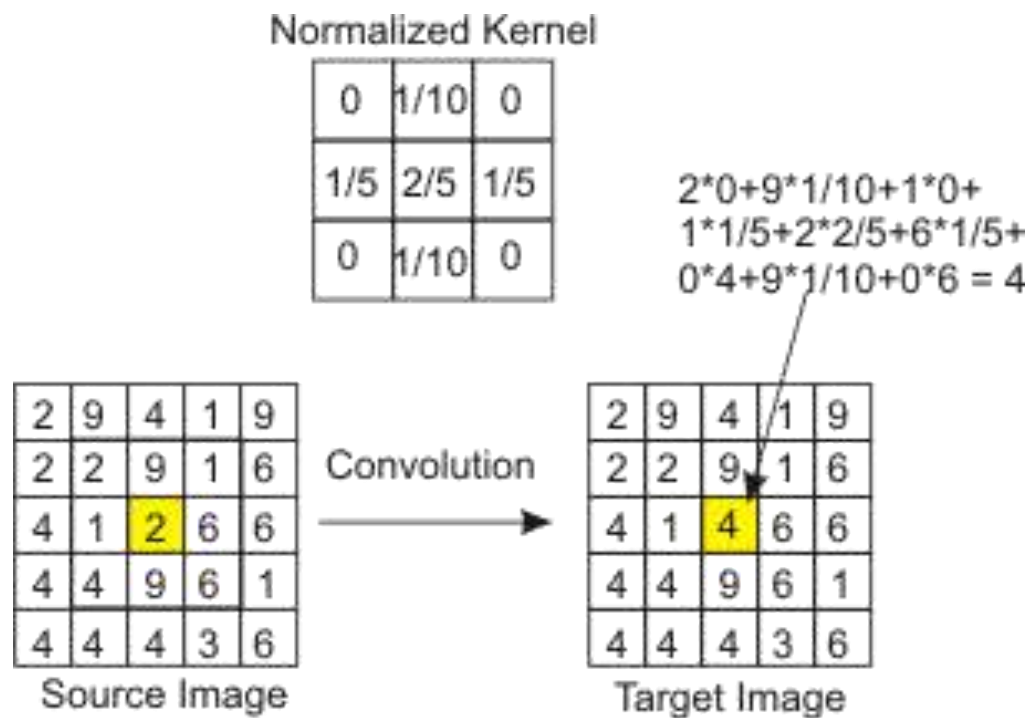 Normalized Kernel
0 1/10 0
1/5 2/5 1/5
0 1/10 0
2*0+9*1/10+1*0+
1*1/5+2*2/5+6*1/5+
0*4+9*1/10+0*6 = 4
2 9 4 1 9
2 2 9 1 6
4 1 2 6 6
4 4 9 6 1
4 4 4 3 6
Source Image
Convolution
2 9 4 1 9
2 2 9 1 6
4 1 4 6 6
4 4 9 6 1
4 4 4 3 6
Target Image